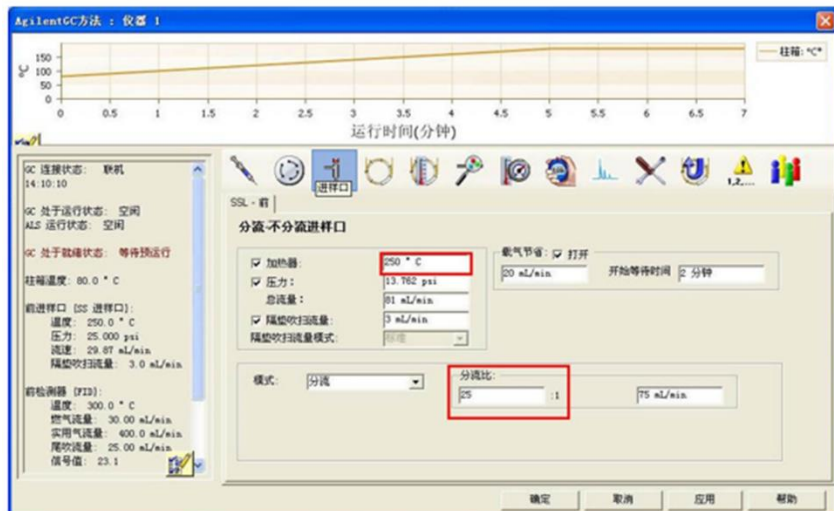 AgilentGC方法 : 仪器 1
℃
150
100
50
0
0 0.5 1 1.5 2 2.5 3 3.5 4 4.5 5 5.5 6 6.5 7
运行时间(分钟)
柱箱: °C*
GC 连接状态: 联机
14:10:10
GC 处于运行状态: 空闲
ALS 运行状态: 空闲
GC 处于就绪状态: 等待预运行
柱箱温度: 80.0 ° C
前进样口 (SS 进样口):
温度: 250.0 ° C
压力: 25.000 psi
流速: 29.87 mL/min
隔垫吹扫流量: 3.0 mL/min
前检测器 (FID):
温度: 300.0 ° C
燃气流量: 30.00 mL/min
实用气流量: 400.0 mL/min
尾吹流量: 25.00 mL/min
信号值: 23.1
进样口
1,2,...
SSL - 前
分流-不分流进样口
加热器: 250 ° C
压力: 13.762 psi
总流量: 81 mL/min
隔垫吹扫流量: 3 mL/min
隔垫吹扫流量模式: 标准
载气节省: 打开
20 mL/min 开始等待时间 2 分钟
模式: 分流
分流比:
25 :1 75 mL/min
确定 取消 应用 帮助